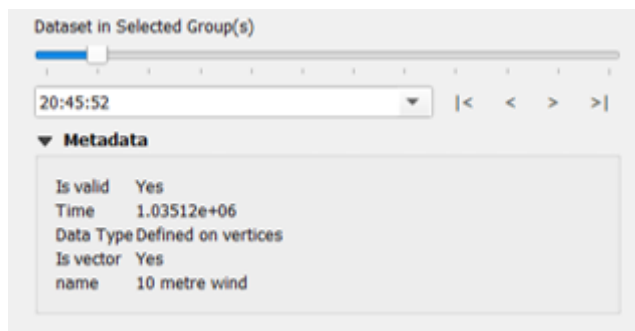 Dataset in Selected Group(s)
20:45:52 |< < > >|
Metadata
Is valid Yes
Time 1.03512e+06
Data Type Defined on vertices
Is vector Yes
name 10 metre wind